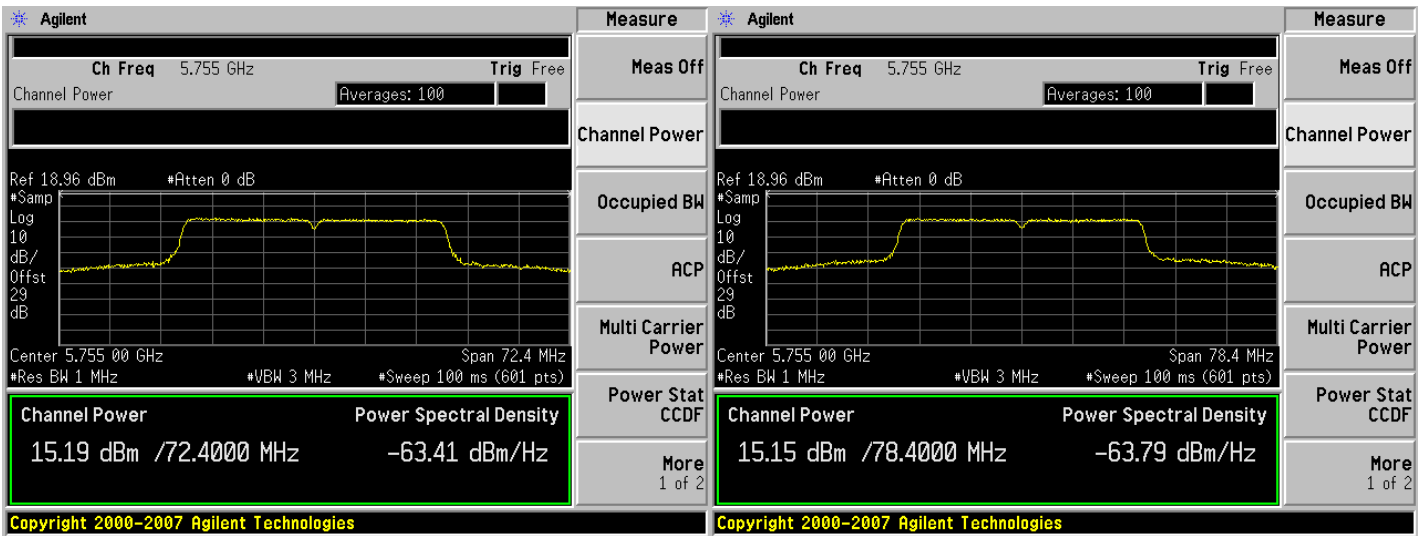 Agilent
Ch Freq 5.755 GHz Trig Free
Channel Power Averages: 100
Ref 18.96 dBm #Atten 0 dB
#Samp
Log
10
dB/
Offst
29
dB
Center 5.755 00 GHz Span 72.4 MHz
#Res BW 1 MHz #VBW 3 MHz #Sweep 100 ms (601 pts)
Channel Power Power Spectral Density
15.19 dBm /72.4000 MHz -63.41 dBm/Hz
Copyright 2000-2007 Agilent Technologies
Measure
Meas Off
Channel Power
Occupied BW
ACP
Multi Carrier
Power
Power Stat
CCDF
More
1 of 2
Agilent
Ch Freq 5.755 GHz Trig Free
Channel Power Averages: 100
Ref 18.96 dBm #Atten 0 dB
#Samp
Log
10
dB/
Offst
29
dB
Center 5.755 00 GHz Span 78.4 MHz
#Res BW 1 MHz #VBW 3 MHz #Sweep 100 ms (601 pts)
Channel Power Power Spectral Density
15.15 dBm /78.4000 MHz -63.79 dBm/Hz
Copyright 2000-2007 Agilent Technologies
Measure
Meas Off
Channel Power
Occupied BW
ACP
Multi Carrier
Power
Power Stat
CCDF
More
1 of 2